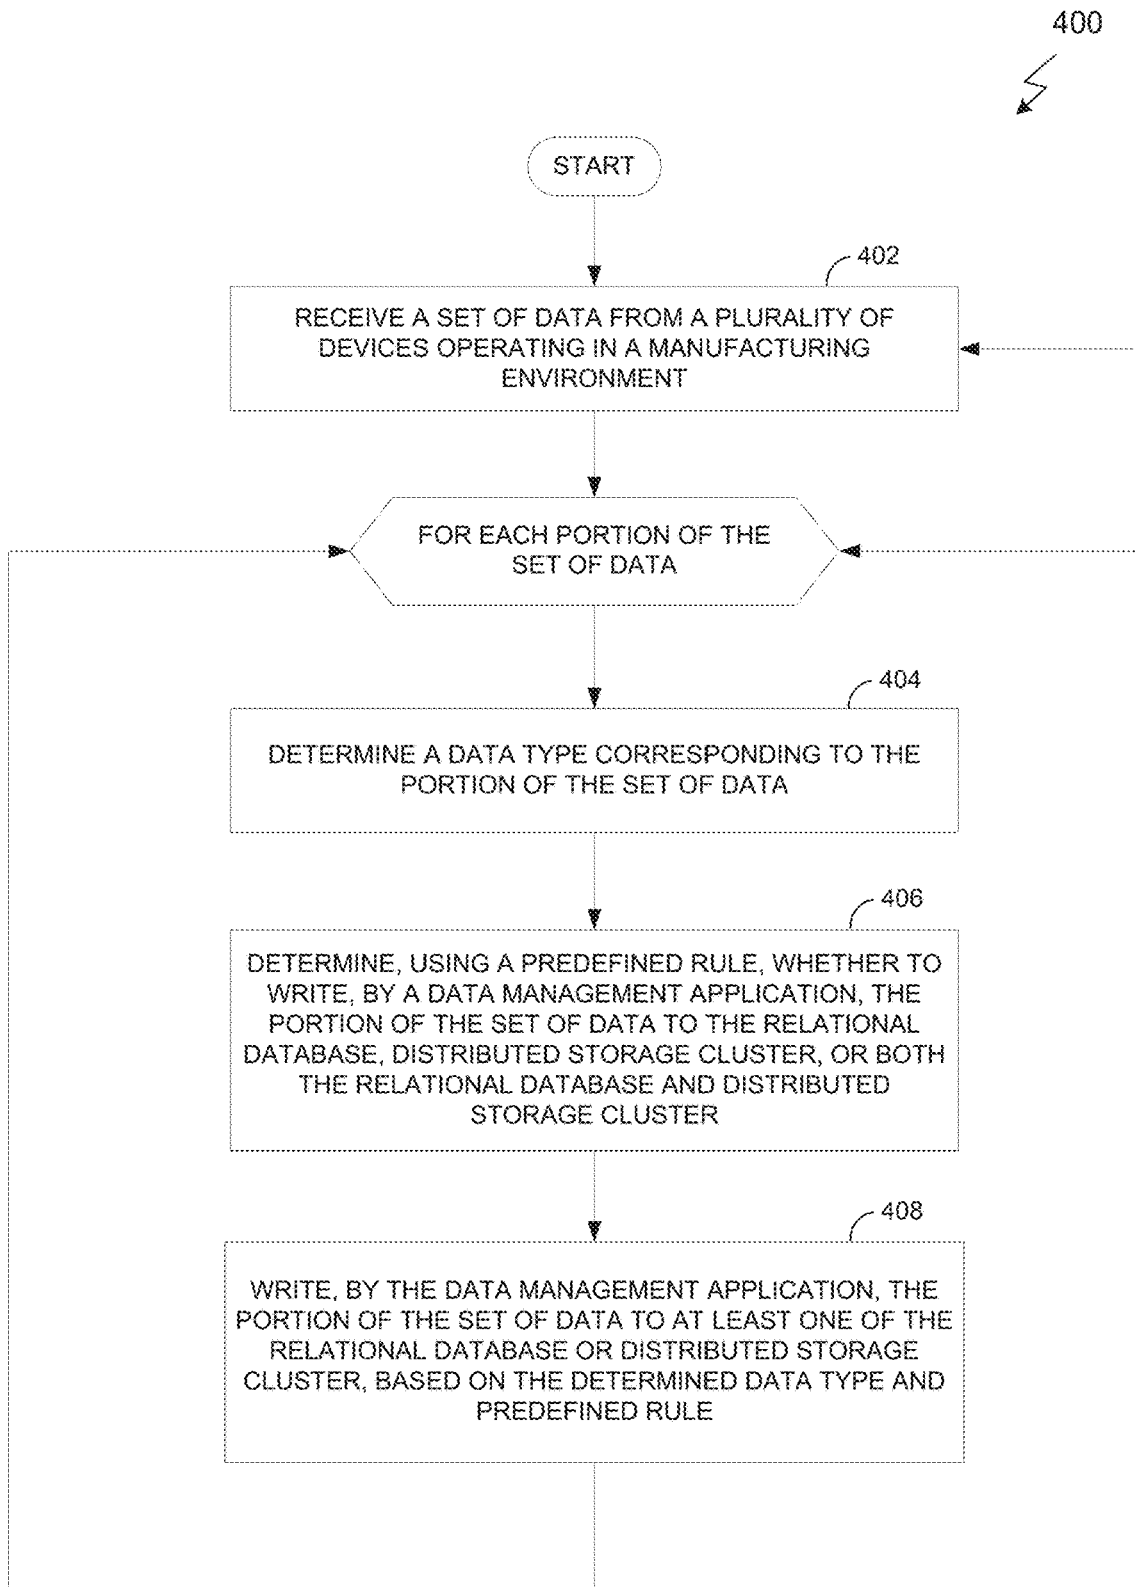 400
START
402
RECEIVE A SET OF DATA FROM A PLURALITY OF
DEVICES OPERATING IN A MANUFACTURING
ENVIRONMENT
FOR EACH PORTION OF THE
SET OF DATA
404
DETERMINE A DATA TYPE CORRESPONDING TO THE
PORTION OF THE SET OF DATA
406
DETERMINE, USING A PREDEFINED RULE, WHETHER TO
WRITE, BY A DATA MANAGEMENT APPLICATION, THE
PORTION OF THE SET OF DATA TO THE RELATIONAL
DATABASE, DISTRIBUTED STORAGE CLUSTER, OR BOTH
THE RELATIONAL DATABASE AND DISTRIBUTED
STORAGE CLUSTER
408
WRITE, BY THE DATA MANAGEMENT APPLICATION, THE
PORTION OF THE SET OF DATA TO AT LEAST ONE OF THE
RELATIONAL DATABASE OR DISTRIBUTED STORAGE
CLUSTER, BASED ON THE DETERMINED DATA TYPE AND
PREDEFINED RULE